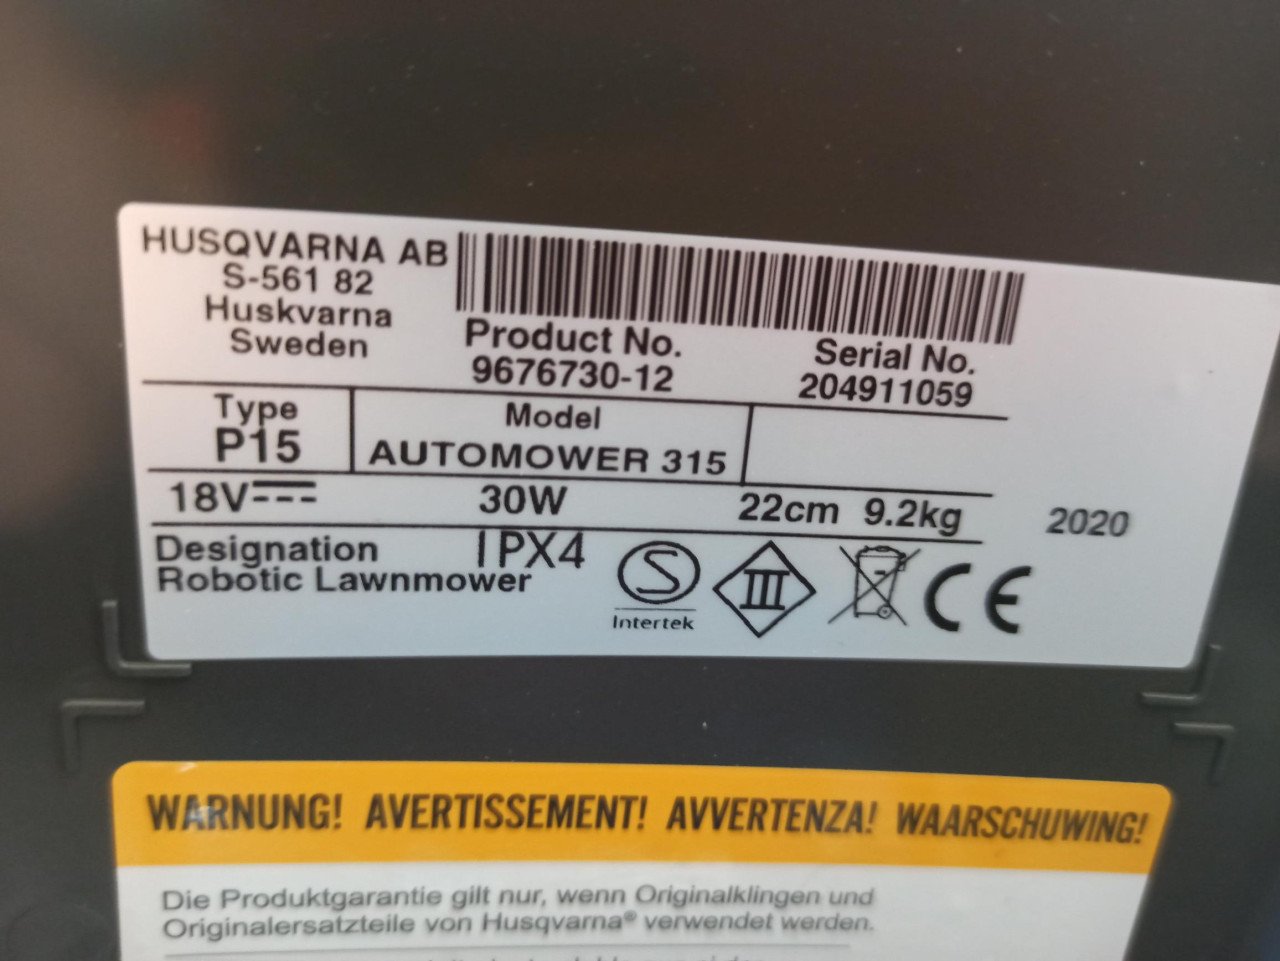 HUSQVARNA AB
S-561 82
Huskvarna
Sweden
Product No.
9676730-12
Serial No.
204911059
Type
P15
Model
AUTOMOWER 315
18V
30W
22cm 9.2kg
2020
Designation
Robotic Lawnmower
IPX4
S
Intertek
III
CE
WARNUNG! AVERTISSEMENT! AVVERTENZA! WAARSCHUWING!
Die Produktgarantie gilt nur, wenn Originalklingen und
Originalersatzteile von Husqvarna® verwendet werden.